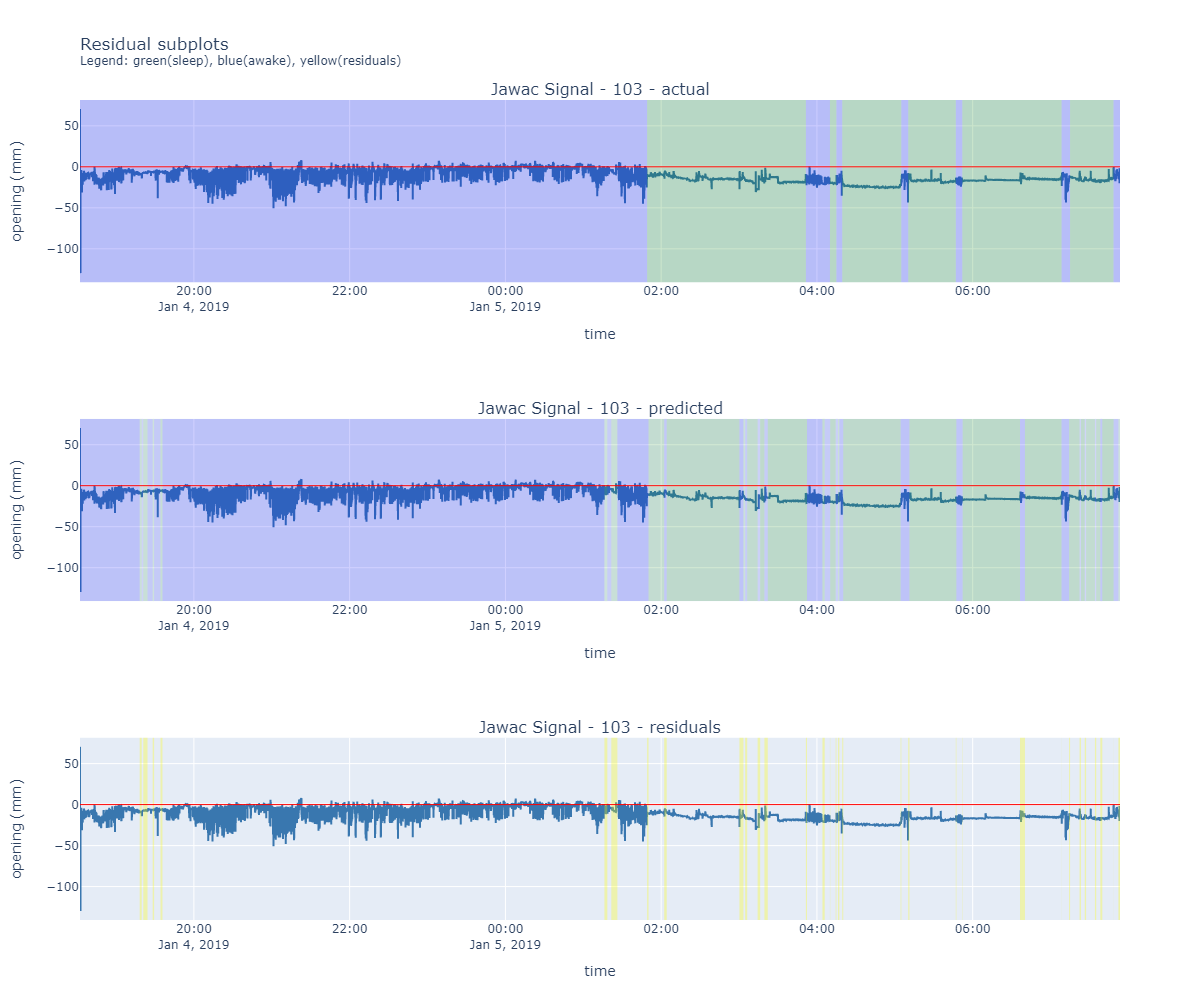 Residual subplots
Legend: green(sleep), blue(awake), yellow(residuals)
Jawac Signal - 103 - actual
opening (mm)
50
0
−50
−100
20:00
22:00
00:00
02:00
04:00
06:00
Jan 4, 2019
Jan 5, 2019
time
Jawac Signal - 103 - predicted
opening (mm)
50
0
−50
−100
20:00
22:00
00:00
02:00
04:00
06:00
Jan 4, 2019
Jan 5, 2019
time
Jawac Signal - 103 - residuals
opening (mm)
50
0
−50
−100
20:00
22:00
00:00
02:00
04:00
06:00
Jan 4, 2019
Jan 5, 2019
time